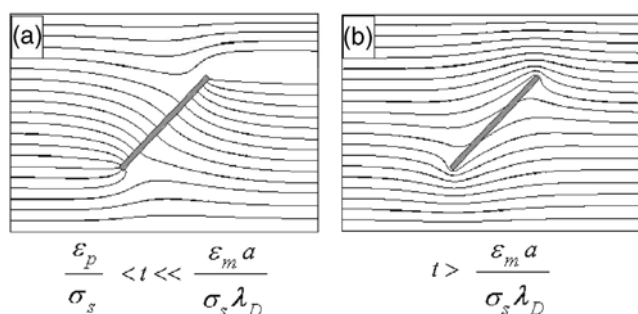 (a)
(b)
ε_p/σ_s < t << ε_m a/σ_s λ_D
t > ε_m a/σ_s λ_D